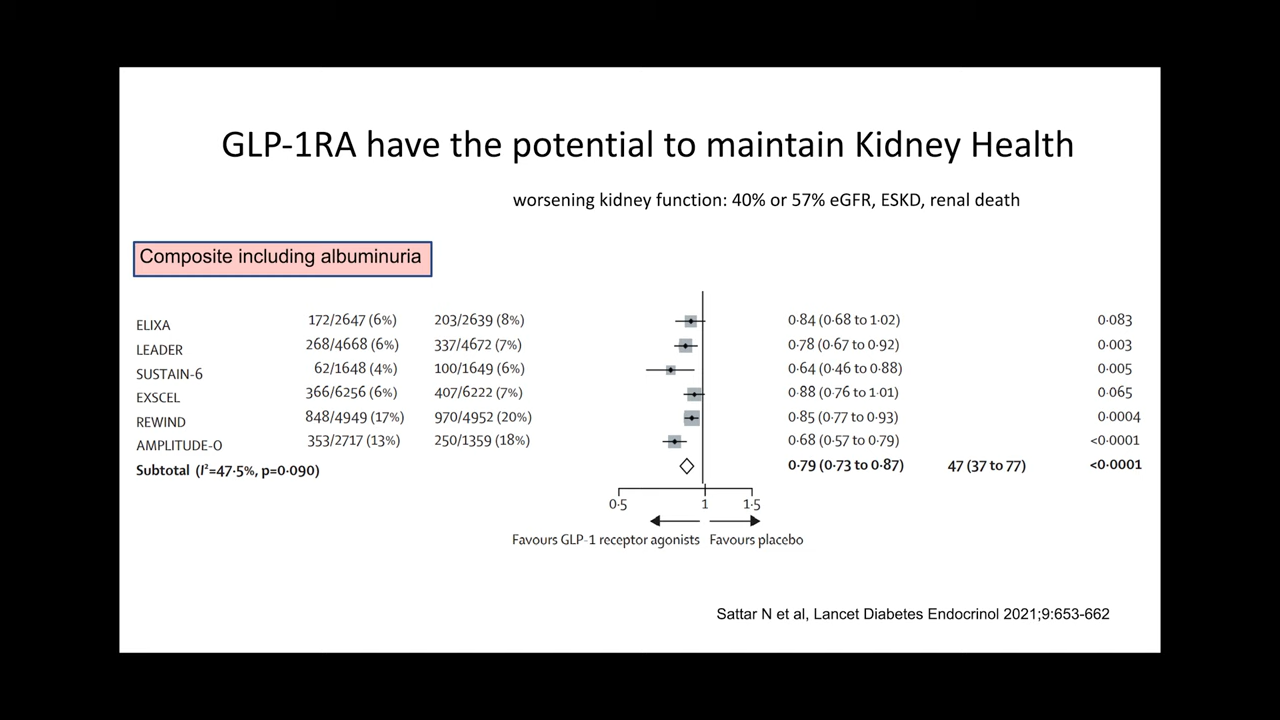 GLP-1RA have the potential to maintain Kidney Health
worsening kidney function: 40% or 57% eGFR, ESKD, renal death
Composite including albuminuria
ELIXA 172/2647 (6%) 203/2639 (8%) 0·84 (0·68 to 1·02) 0·083
LEADER 268/4668 (6%) 337/4672 (7%) 0·78 (0·67 to 0·92) 0·003
SUSTAIN-6 62/1648 (4%) 100/1649 (6%) 0·64 (0·46 to 0·88) 0·005
EXSCEL 366/6256 (6%) 407/6222 (7%) 0·88 (0·76 to 1·01) 0·065
REWIND 848/4949 (17%) 970/4952 (20%) 0·85 (0·77 to 0·93) 0·0004
AMPLITUDE-O 353/2717 (13%) 250/1359 (18%) 0·68 (0·57 to 0·79) <0·0001
Subtotal (I²=47·5%, p=0·090) 0·79 (0·73 to 0·87) 47 (37 to 77) <0·0001
0·5 1 1·5
Favours GLP-1 receptor agonists Favours placebo
Sattar N et al, Lancet Diabetes Endocrinol 2021;9:653-662